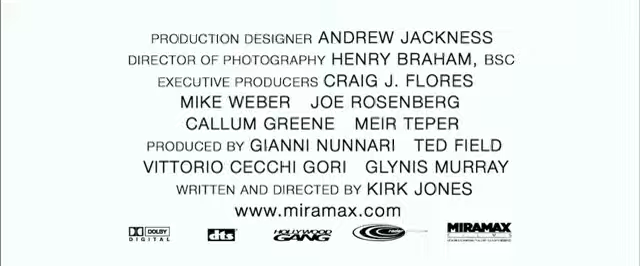 PRODUCTION DESIGNER ANDREW JACKNESS
DIRECTOR OF PHOTOGRAPHY HENRY BRAHAM, BSC
EXECUTIVE PRODUCERS CRAIG J. FLORES
MIKE WEBER JOE ROSENBERG
CALLUM GREENE MEIR TEPER
PRODUCED BY GIANNI NUNNARI TED FIELD
VITTORIO CECCHI GORI GLYNIS MURRAY
WRITTEN AND DIRECTED BY KIRK JONES
www.miramax.com
DOLBY DIGITAL dts HOLLYWOOD GANG MIRAMAX
FILMS